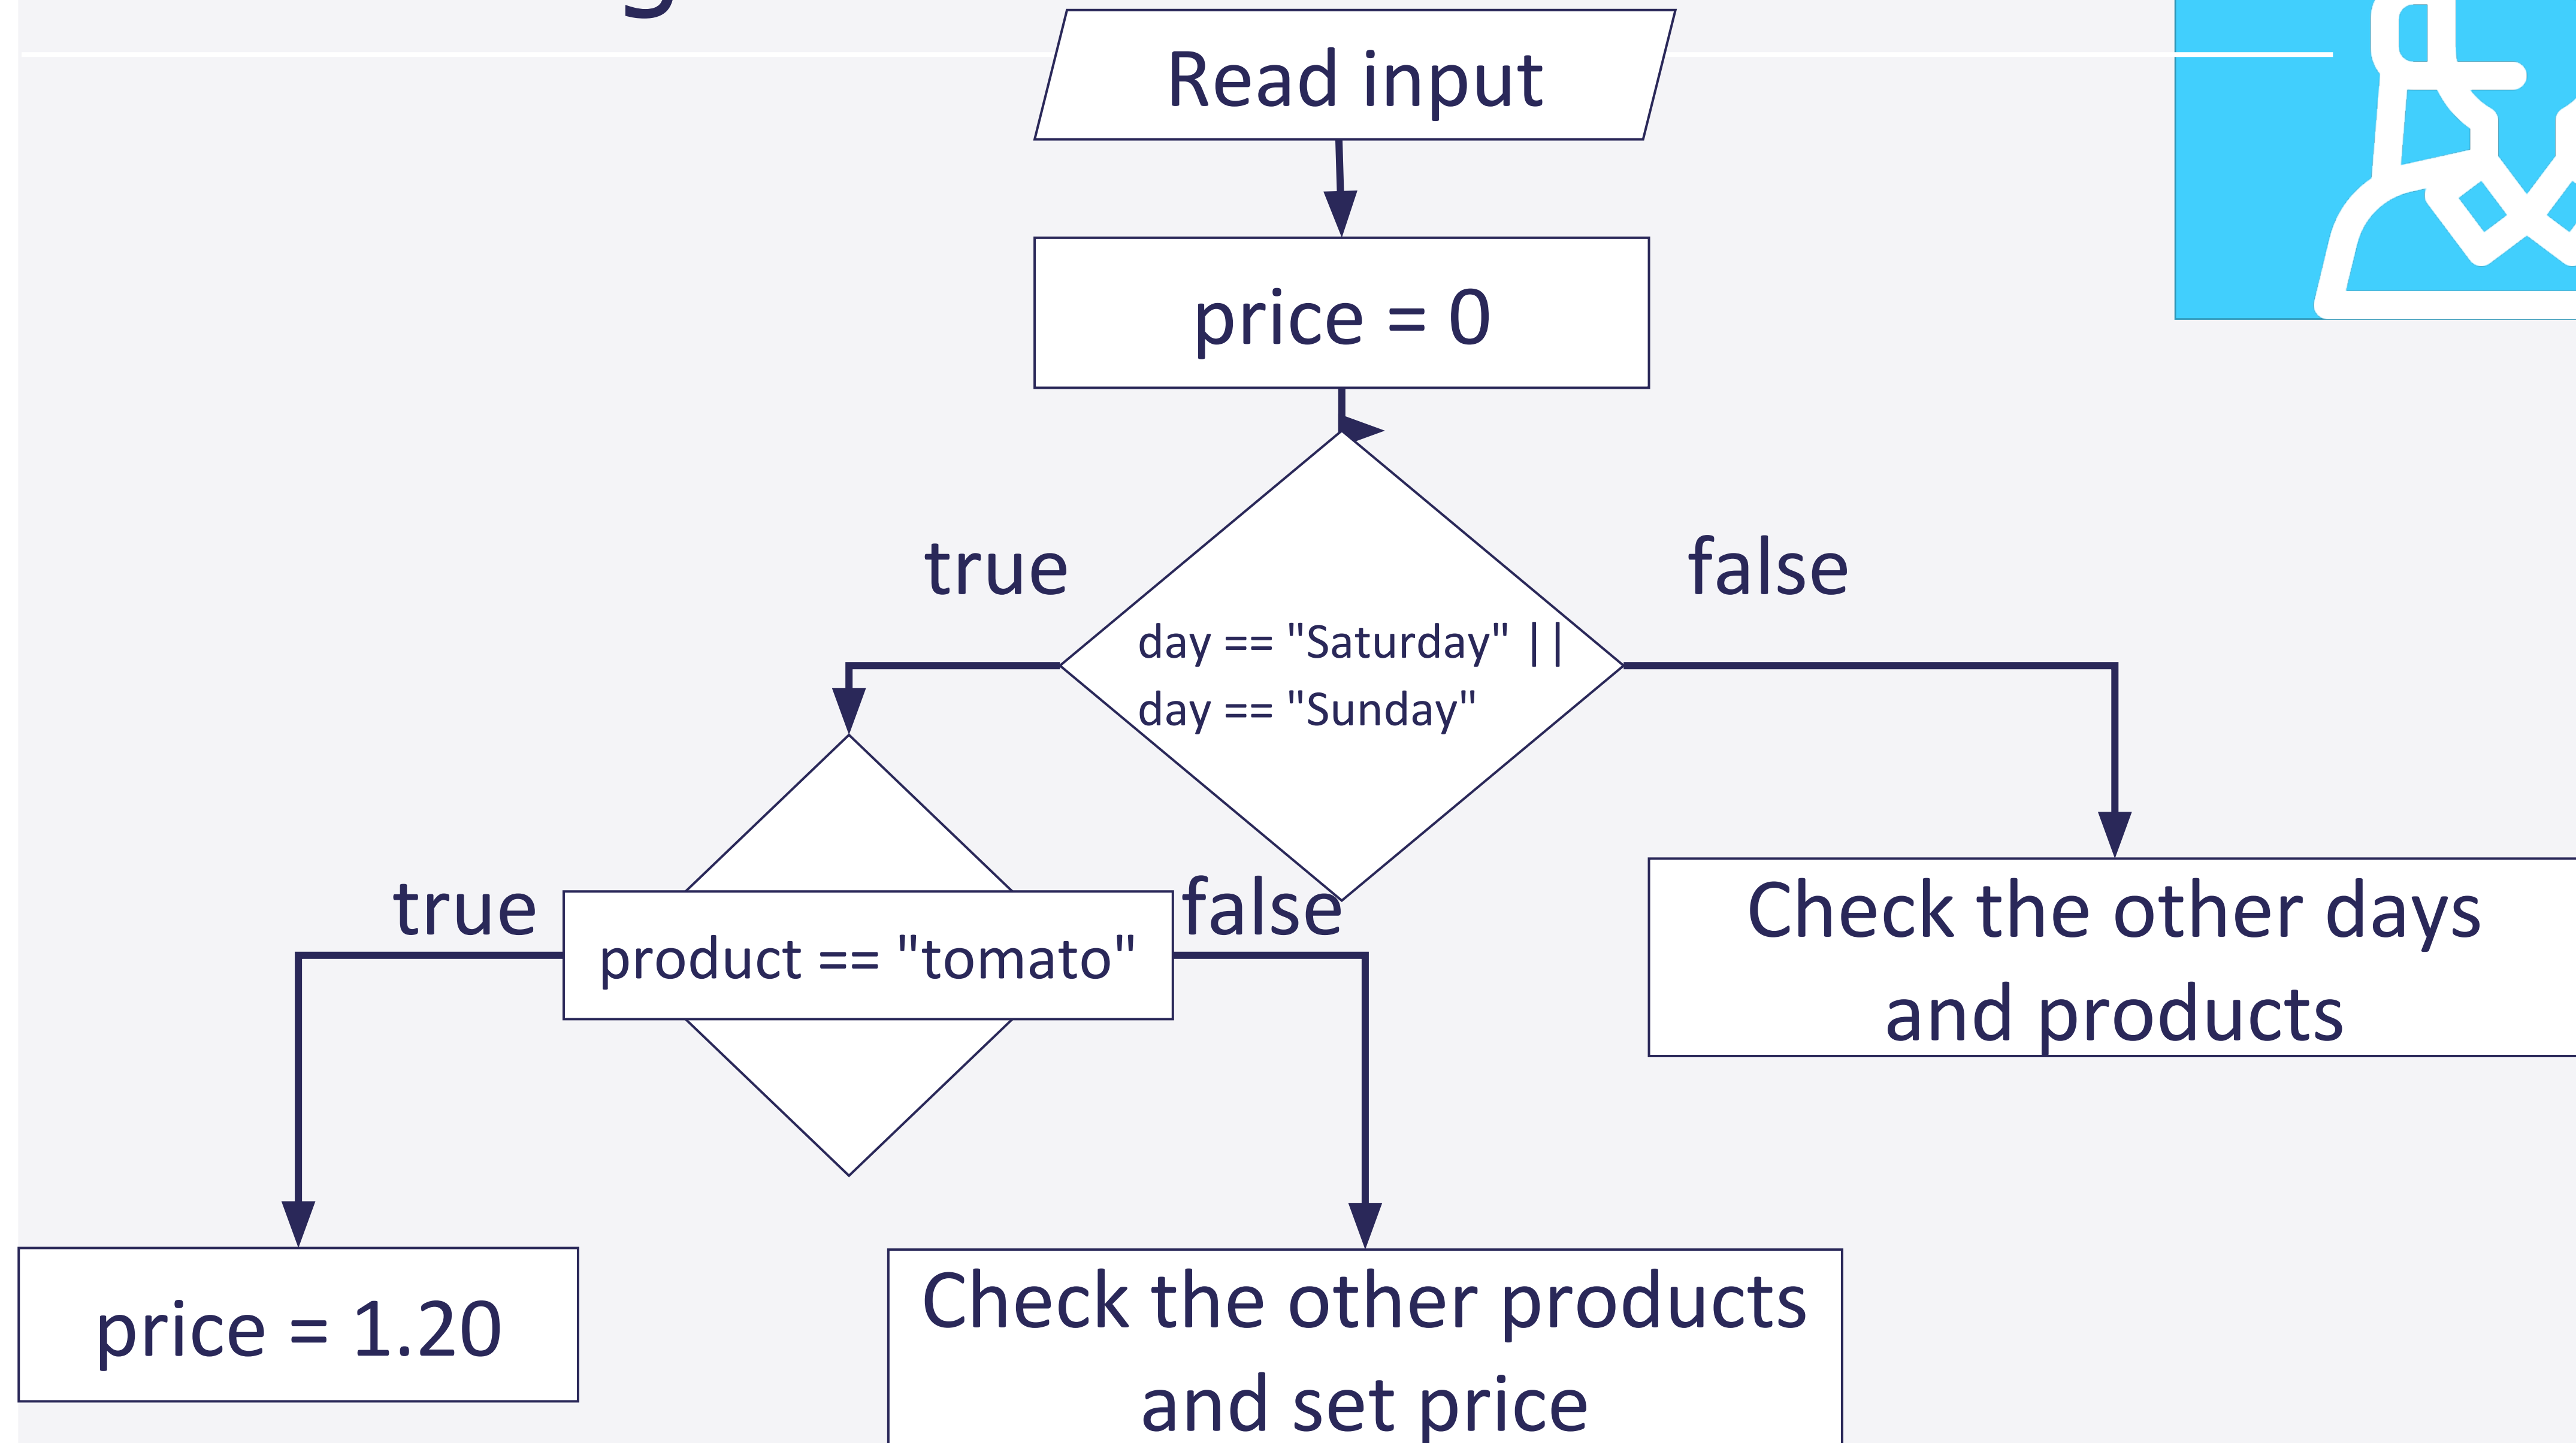 Read input
price = 0
true
false
day == "Saturday" ||
day == "Sunday"
true
product == "tomato"
false
Check the other days
and products
price = 1.20
Check the other products
and set price